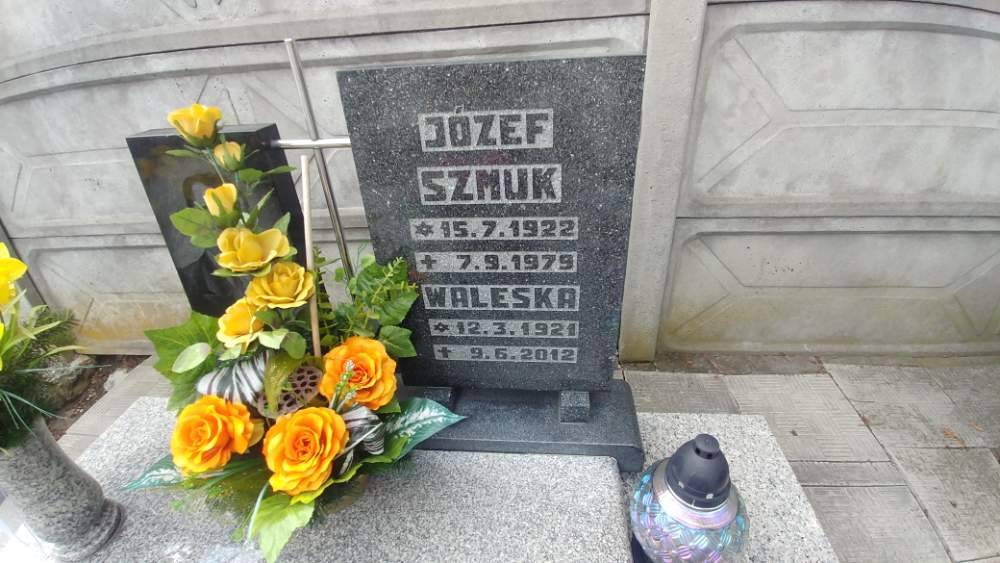 JÓZEF
SZMUK
✡ 15.7.1922
✝ 7.9.1979
WALESKA
✡ 12.3.1921
✝ 9.6.2012